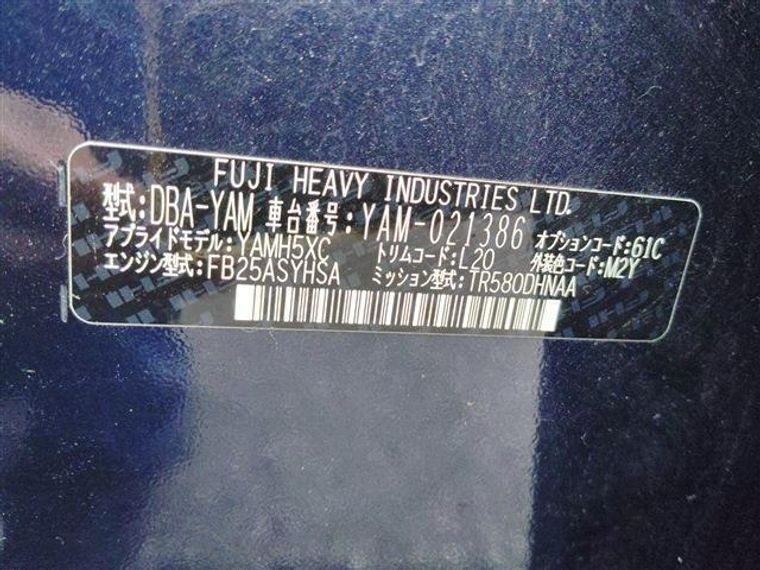 FUJI HEAVY INDUSTRIES LTD.
型式:DBA-YAM 車台番号:YAM-021386 オプションコード:61C
アプライドモデル:YAMH5XC トリムコード:L20 外装色コード:M2Y
エンジン型式:FB25ASYHSA ミッション型式:TR580DHNAA